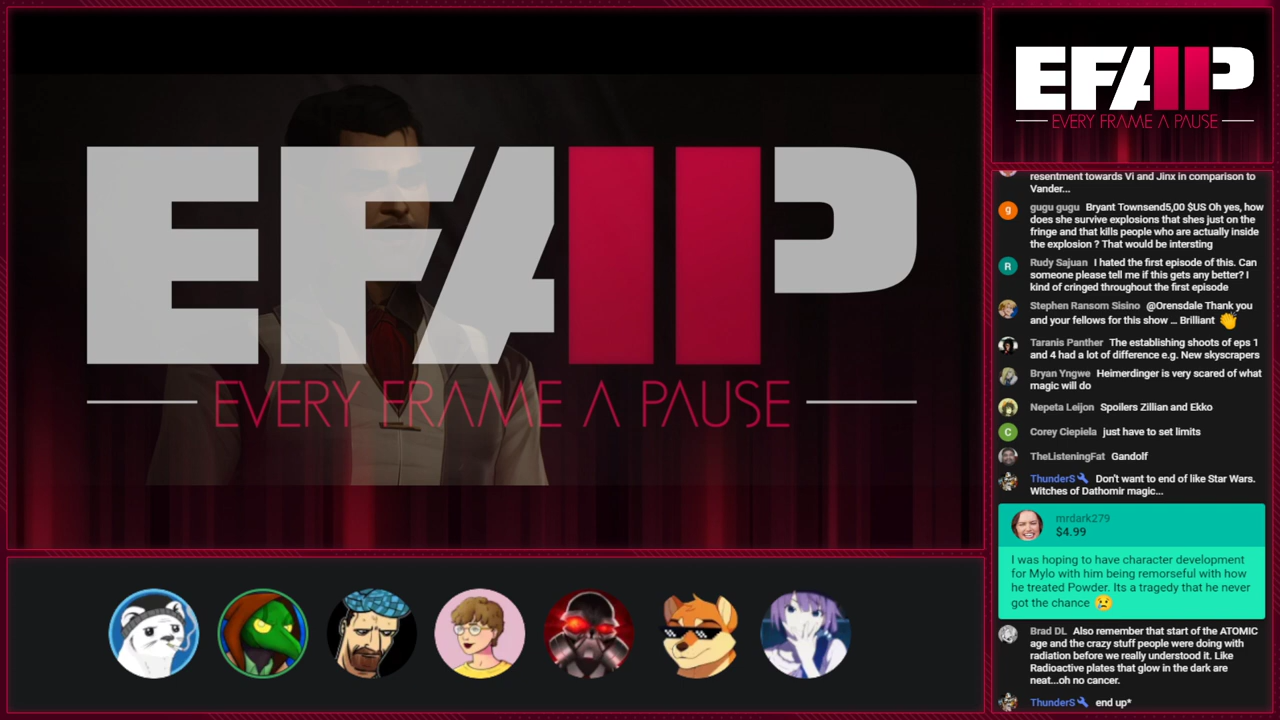 EFAP
EVERY FRAME A PAUSE
EFAP
EVERY FRAME A PAUSE
resentment towards Vi and Jinx in comparison to
Vander...
g
gugu gugu Bryant Townsend5,00 $US Oh yes, how
does she survive explosions that shes just on the
fringe and that kills people who are actually inside
the explosion ? That would be intersting
R
Rudy Sajuan I hated the first episode of this. Can
someone please tell me if this gets any better? I
kind of cringed throughout the first episode
Stephen Ransom Sisino @Orensdale Thank you
and your fellows for this show ... Brilliant 👏
Taranis Panther The establishing shoots of eps 1
and 4 had a lot of difference e.g. New skyscrapers
Bryan Yngwe Heimerdinger is very scared of what
magic will do
Nepeta Leijon Spoilers Zillian and Ekko
C
Corey Ciepiela just have to set limits
TheListeningFat Gandolf
ThunderS Don't want to end of like Star Wars.
Witches of Dathomir magic...
mrdark279
$4.99
I was hoping to have character development
for Mylo with him being remorseful with how
he treated Powder. Its a tragedy that he never
got the chance 😢
Brad DL Also remember that start of the ATOMIC
age and the crazy stuff people were doing with
radiation before we really understood it. Like
Radioactive plates that glow in the dark are
neat...oh no cancer.
ThunderS end up*